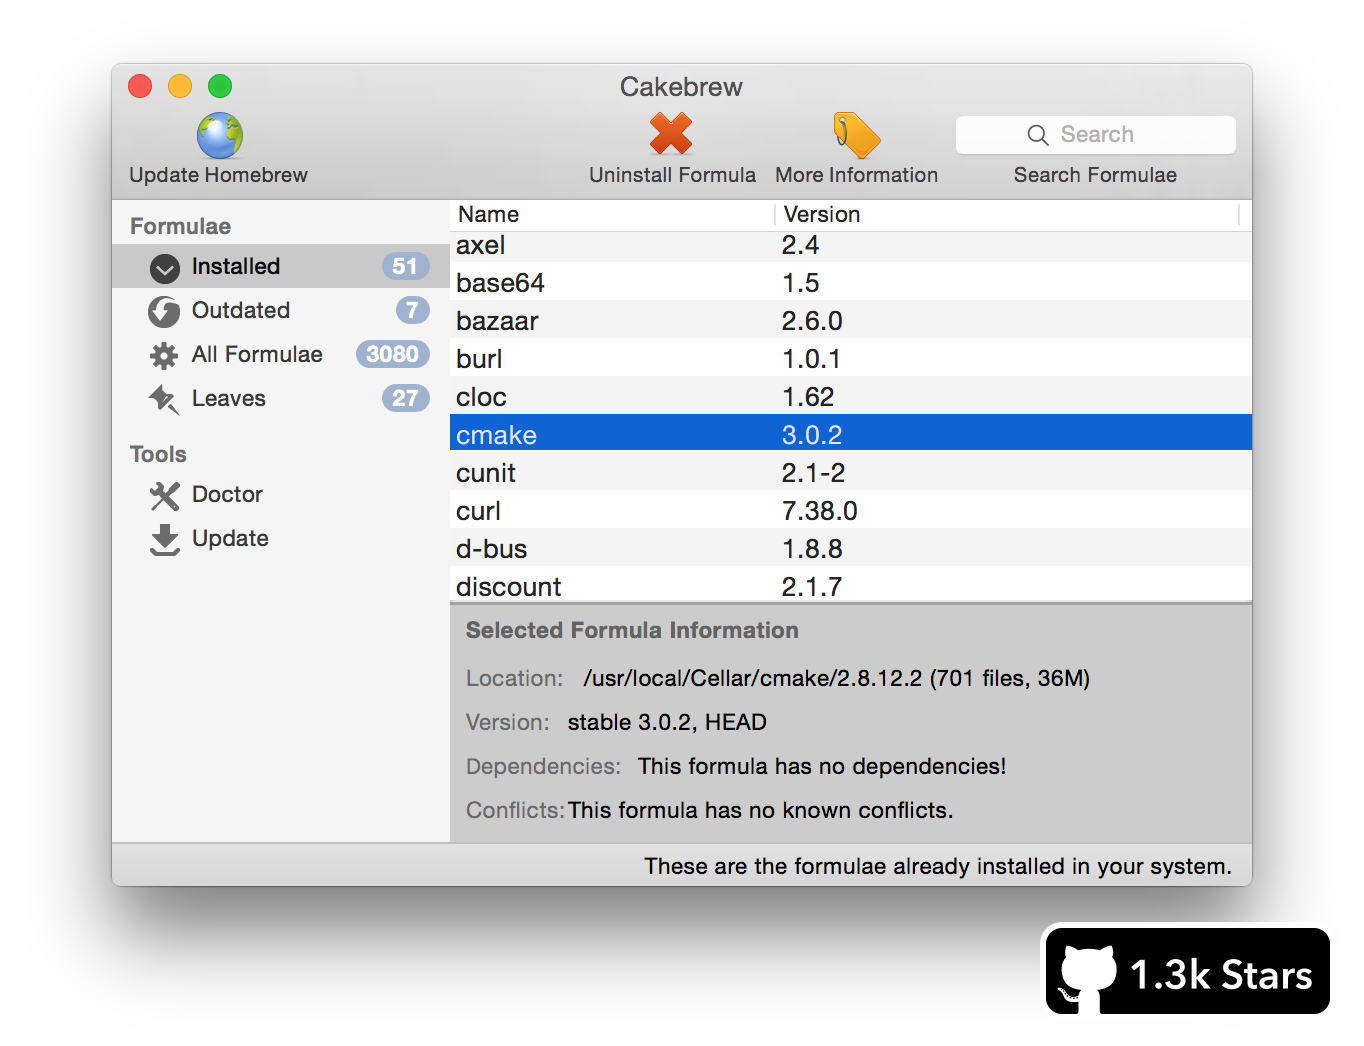 Cakebrew
Update Homebrew
Uninstall Formula
More Information
Search
Search Formulae
Formulae
Installed 51
Outdated 7
All Formulae 3080
Leaves 27
Tools
Doctor
Update
Name Version
axel 2.4
base64 1.5
bazaar 2.6.0
burl 1.0.1
cloc 1.62
cmake 3.0.2
cunit 2.1-2
curl 7.38.0
d-bus 1.8.8
discount 2.1.7
Selected Formula Information
Location: /usr/local/Cellar/cmake/2.8.12.2 (701 files, 36M)
Version: stable 3.0.2, HEAD
Dependencies: This formula has no dependencies!
Conflicts: This formula has no known conflicts.
These are the formulae already installed in your system.
1.3k Stars